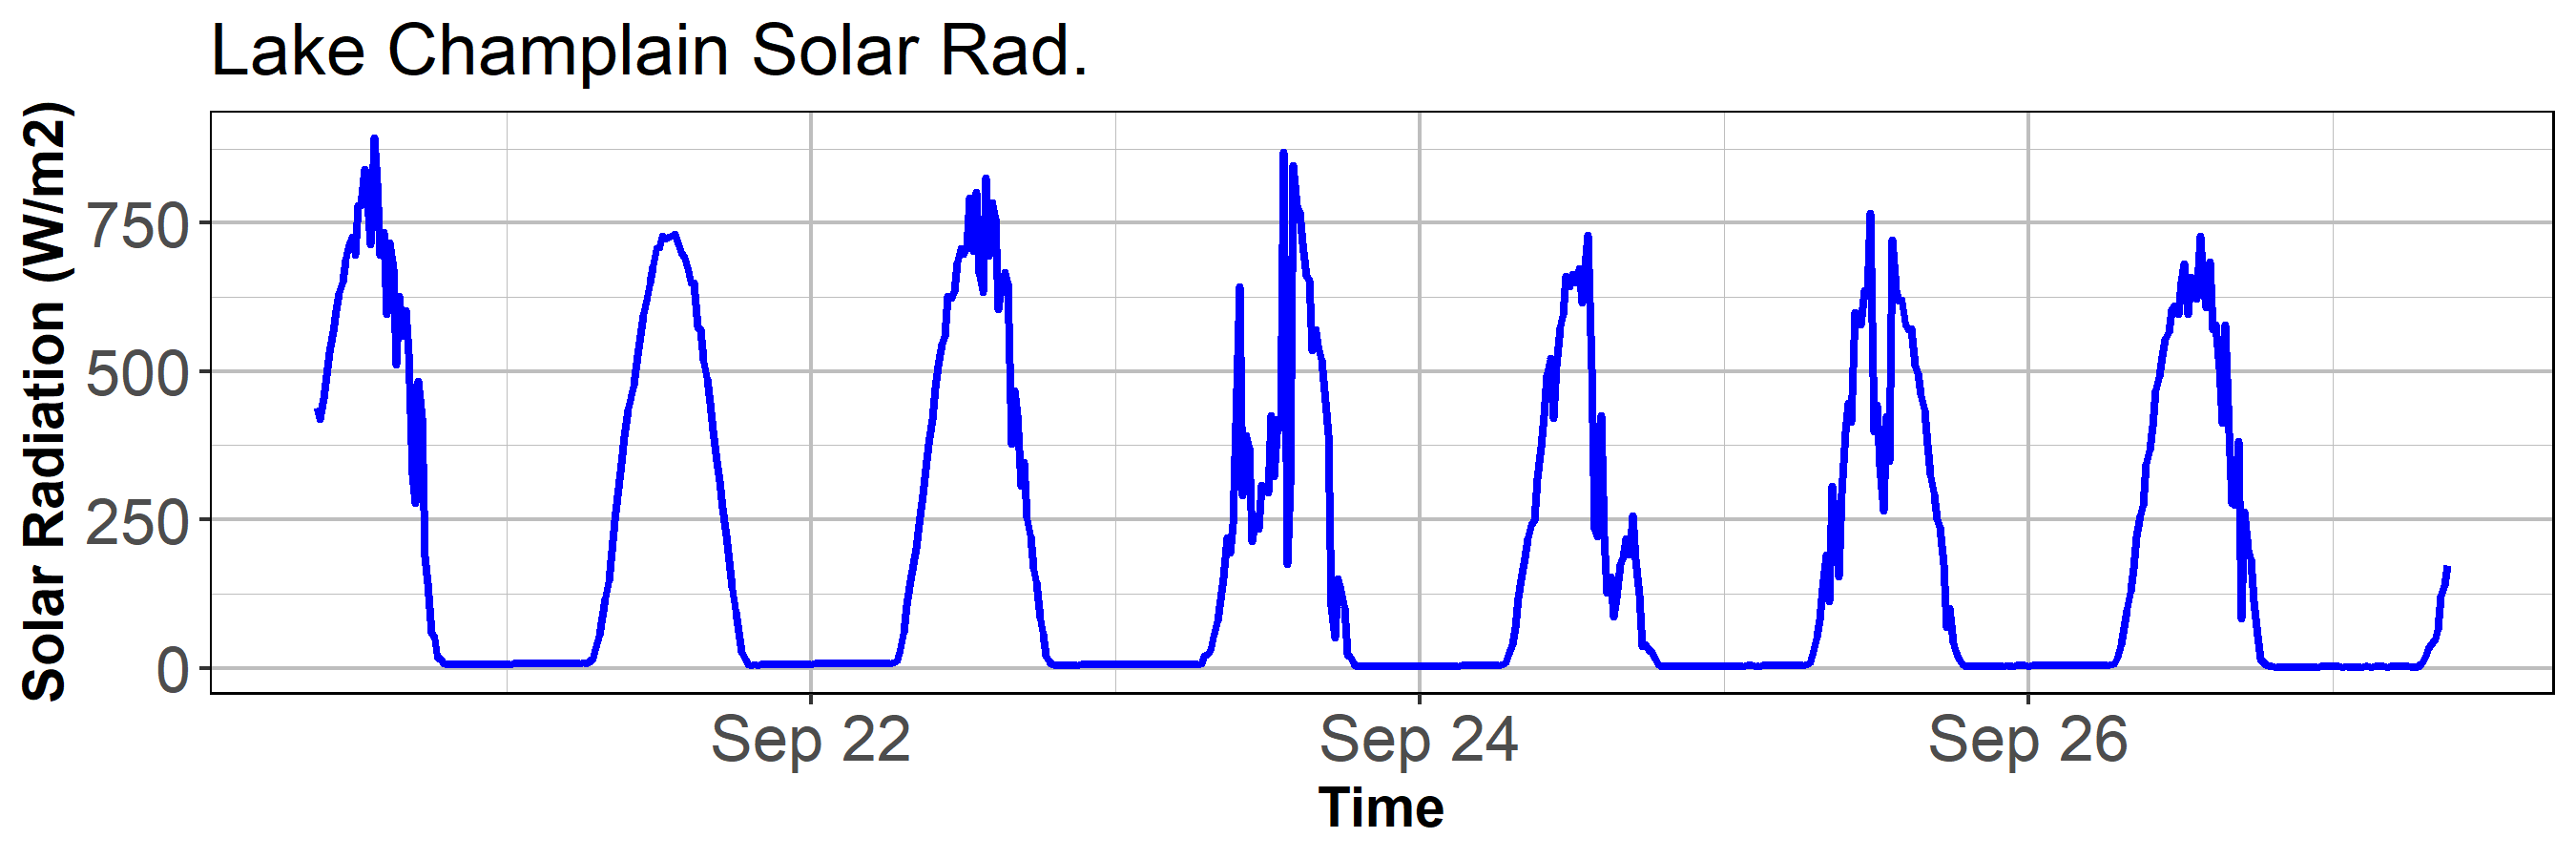 Lake Champlain Solar Rad.
Solar Radiation (W/m2)
750
500
250
0
Sep 22 Sep 24 Sep 26
Time